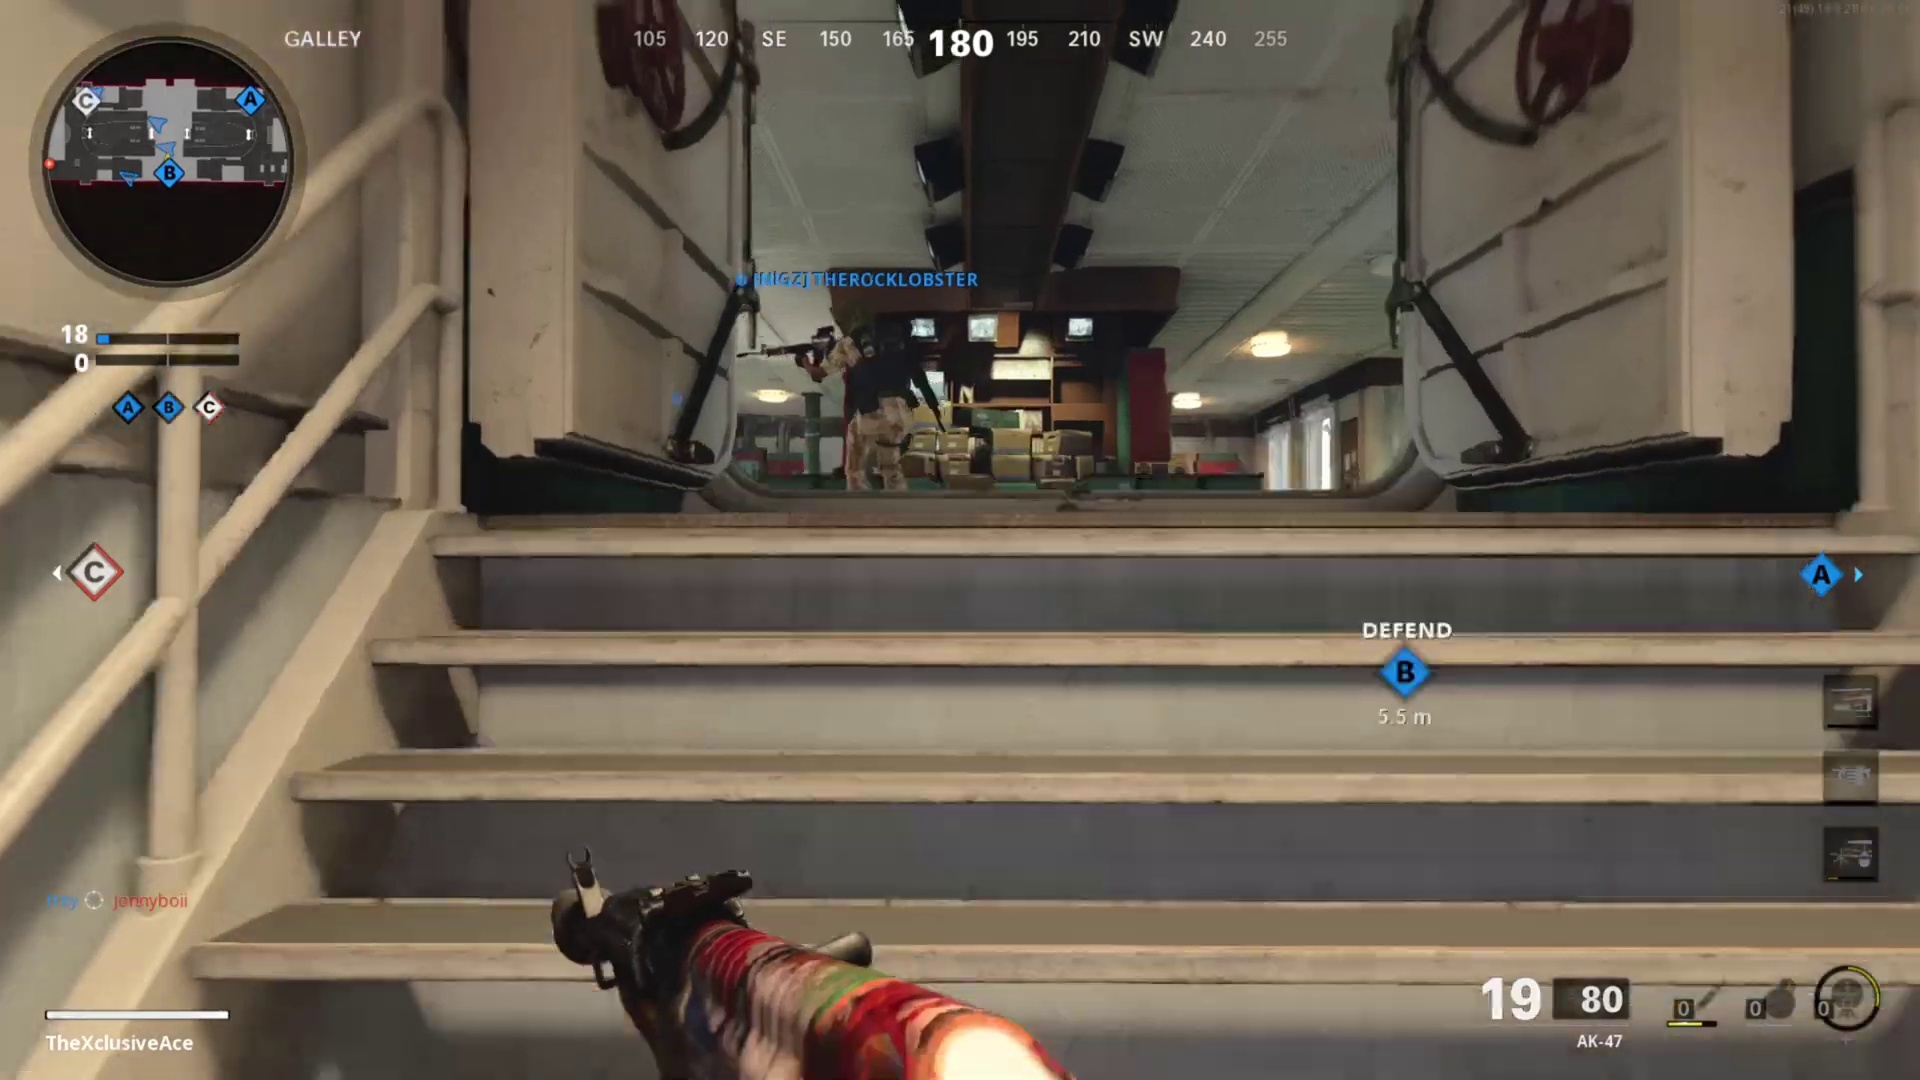 GALLEY
105 120 SE 150 165 180 195 210 SW 240 255
C A
B
[NIGZ] THEROCKLOBSTER
18
0
A B C
C
A
DEFEND
B
5.5 m
jennyboii
19 80 0 0 0
AK-47
TheXclusiveAce